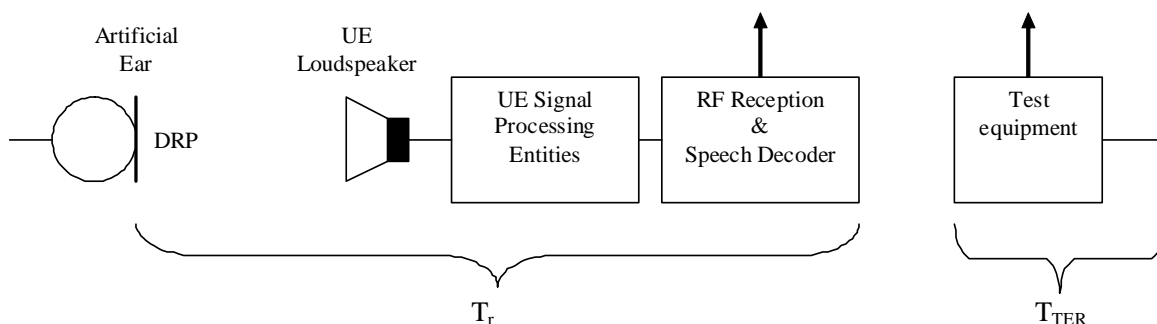 Artificial
Ear
DRP
UE
Loudspeaker
UE Signal
Processing
Entities
RF Reception
&
Speech Decoder
Test
equipment
Tr
TTER